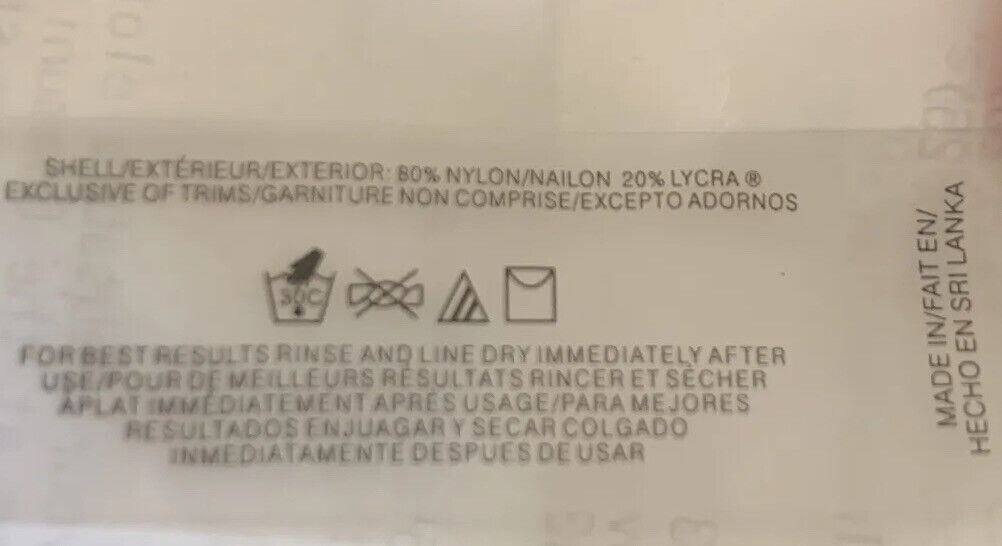 SHELL/EXTÉRIEUR/EXTERIOR: 80% NYLON/NAILON 20% LYCRA ®
EXCLUSIVE OF TRIMS/GARNITURE NON COMPRISE/EXCEPTO ADORNOS
30C
FOR BEST RESULTS RINSE AND LINE DRY IMMEDIATELY AFTER
USE/POUR DE MEILLEURS RÉSULTATS RINCER ET SÉCHER
APLAT IMMÉDIATEMENT APRÈS USAGE/PARA MEJORES
RESULTADOS ENJUAGAR Y SECAR COLGADO
INMEDIATAMENTE DESPUES DE USAR
MADE IN/FAIT EN/
HECHO EN SRI LANKA